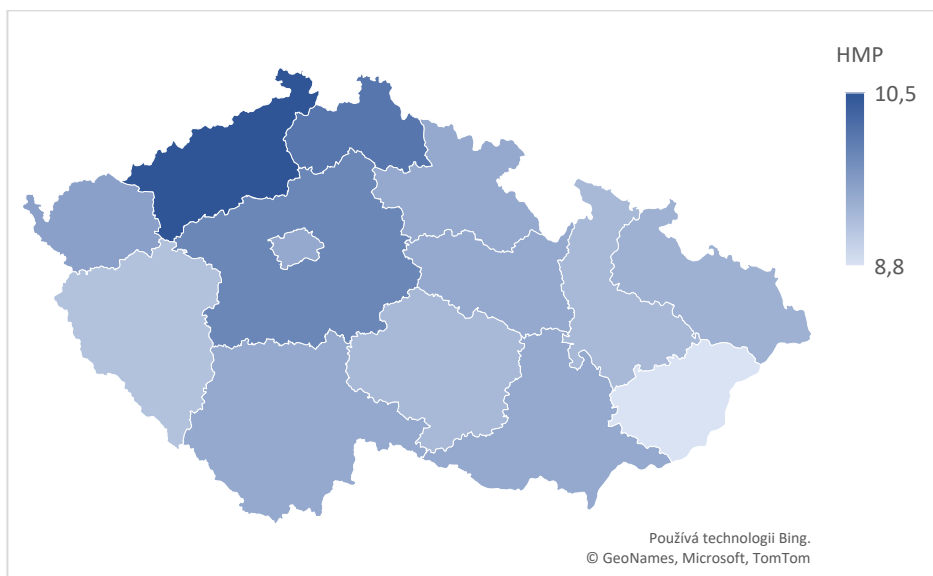 HMP
10,5
8,8
Používá technologii Bing.
© GeoNames, Microsoft, TomTom